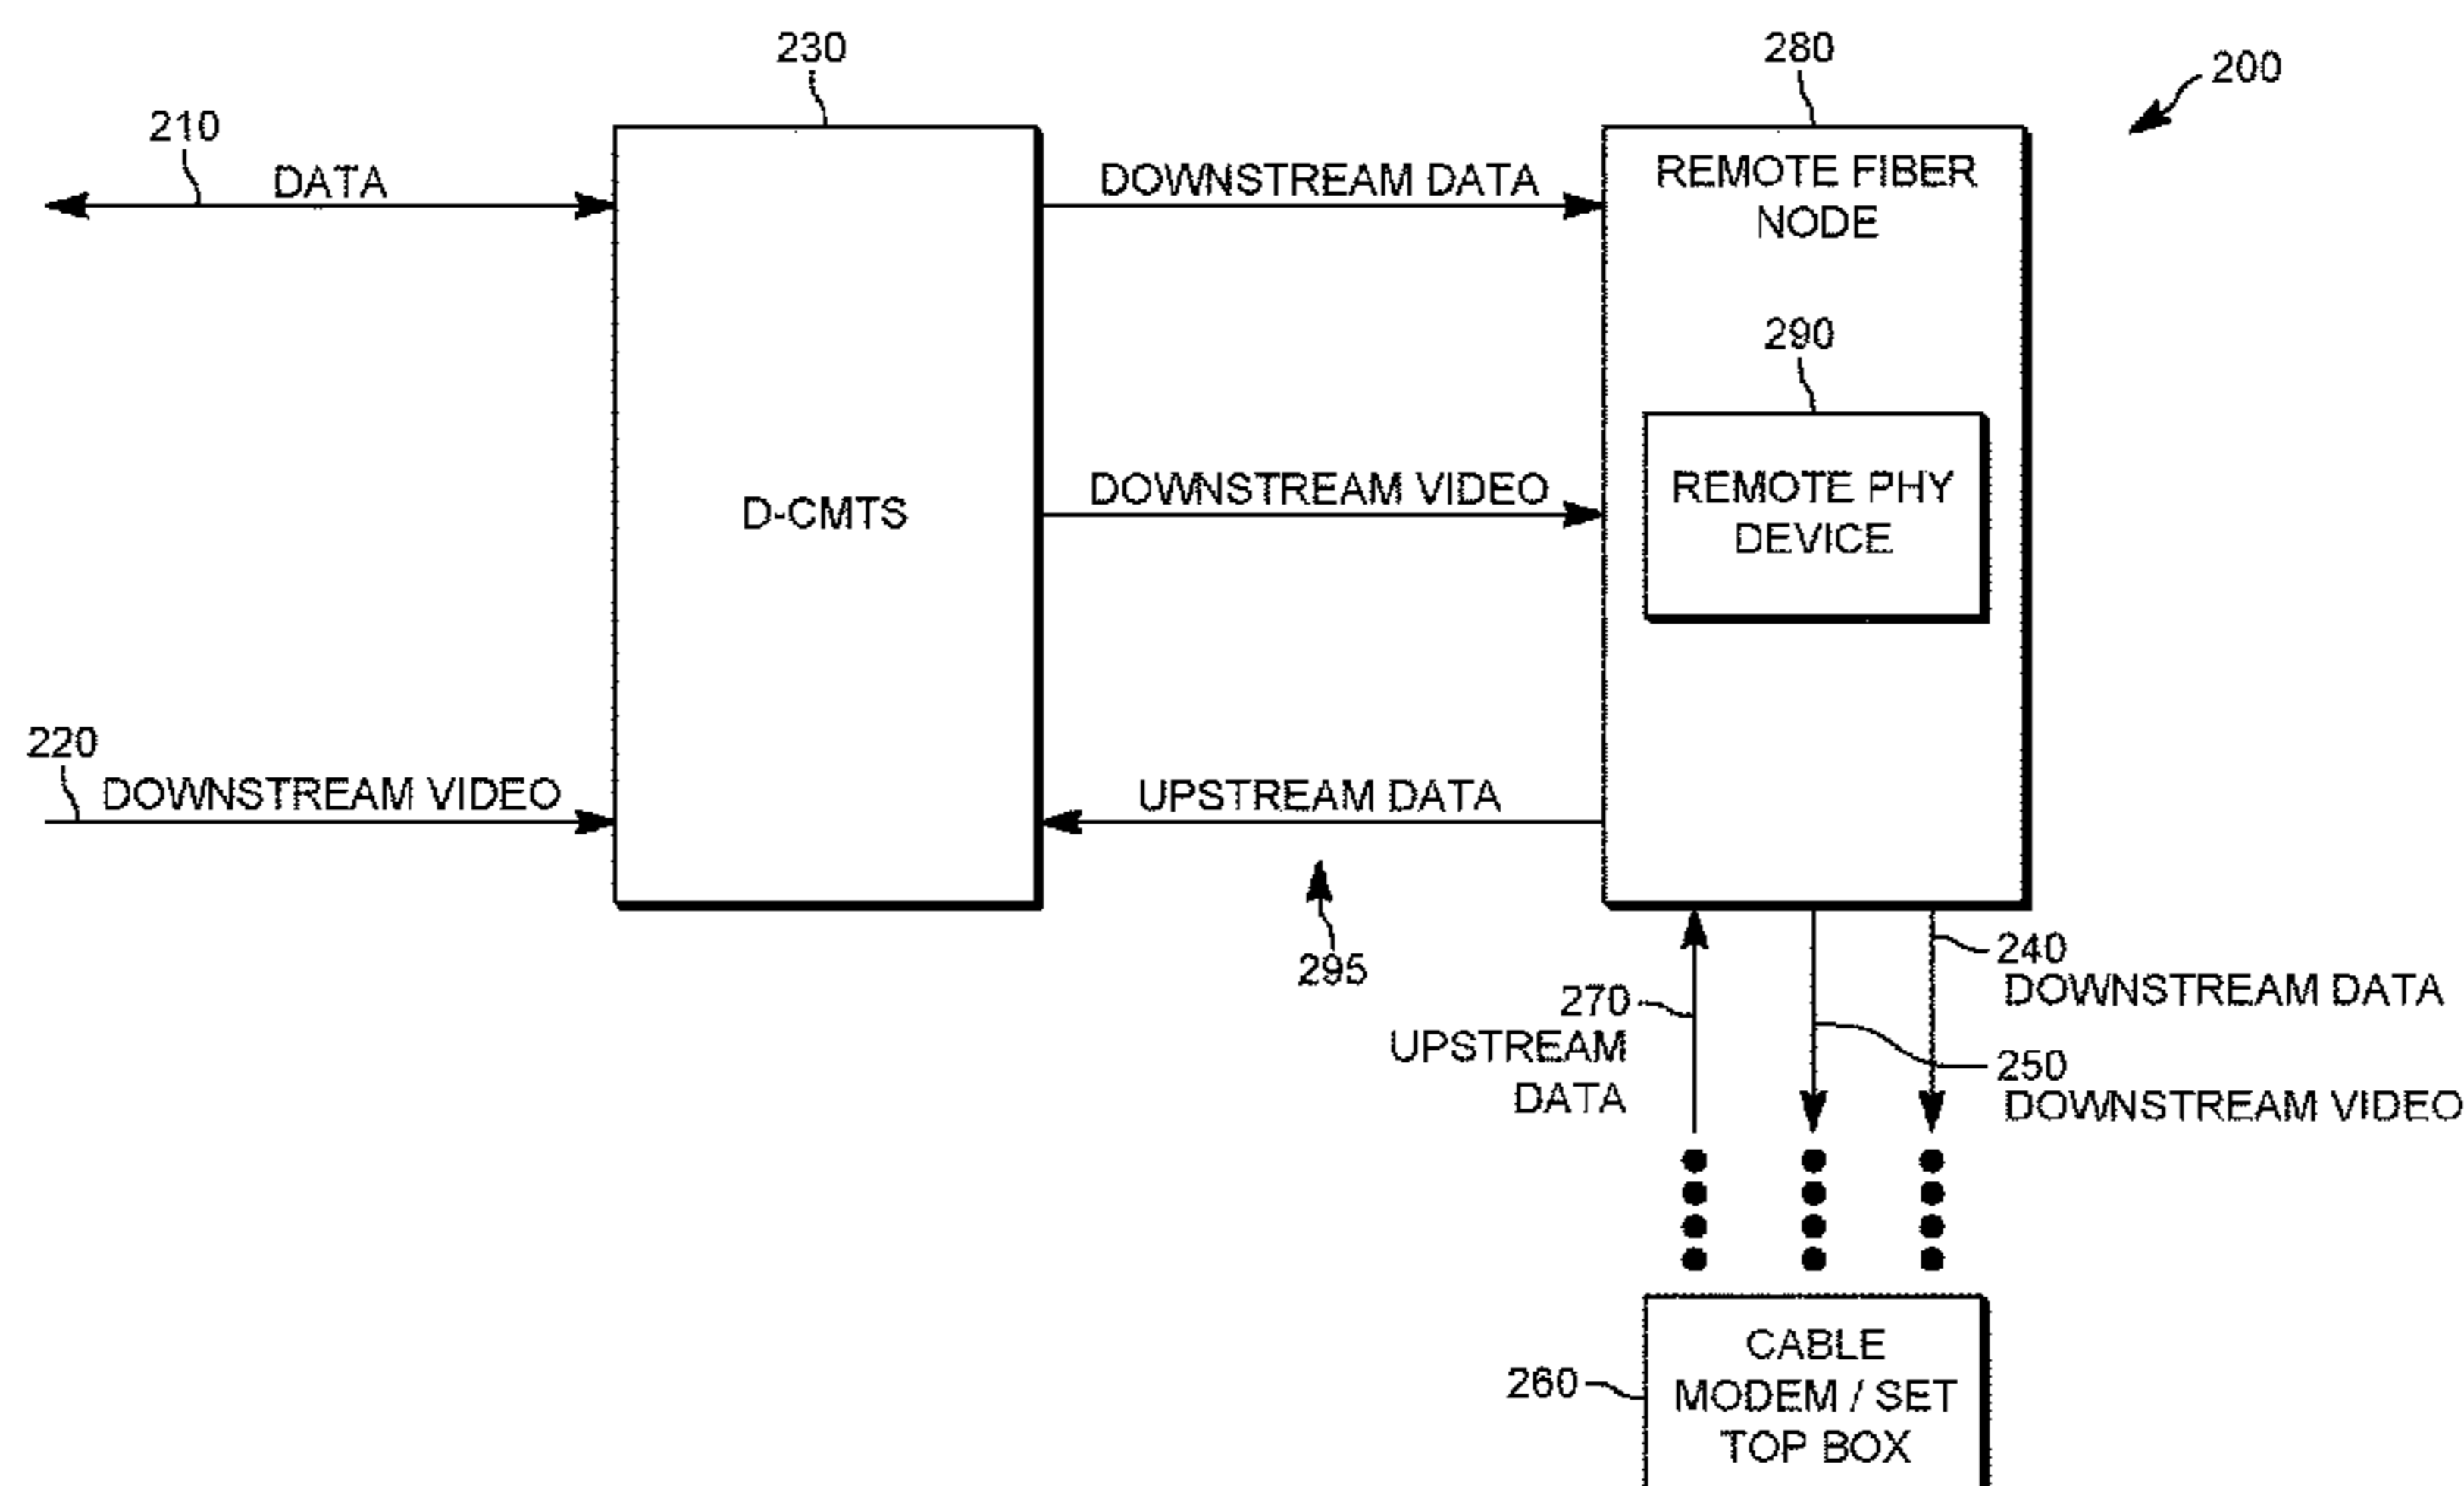 230
280
200
210
DATA
DOWNSTREAM DATA
REMOTE FIBER
NODE
290
D-CMTS
DOWNSTREAM VIDEO
REMOTE PHY
DEVICE
220
DOWNSTREAM VIDEO
UPSTREAM DATA
295
240
DOWNSTREAM DATA
270
UPSTREAM
DATA
250
DOWNSTREAM VIDEO
260
CABLE
MODEM / SET
TOP BOX